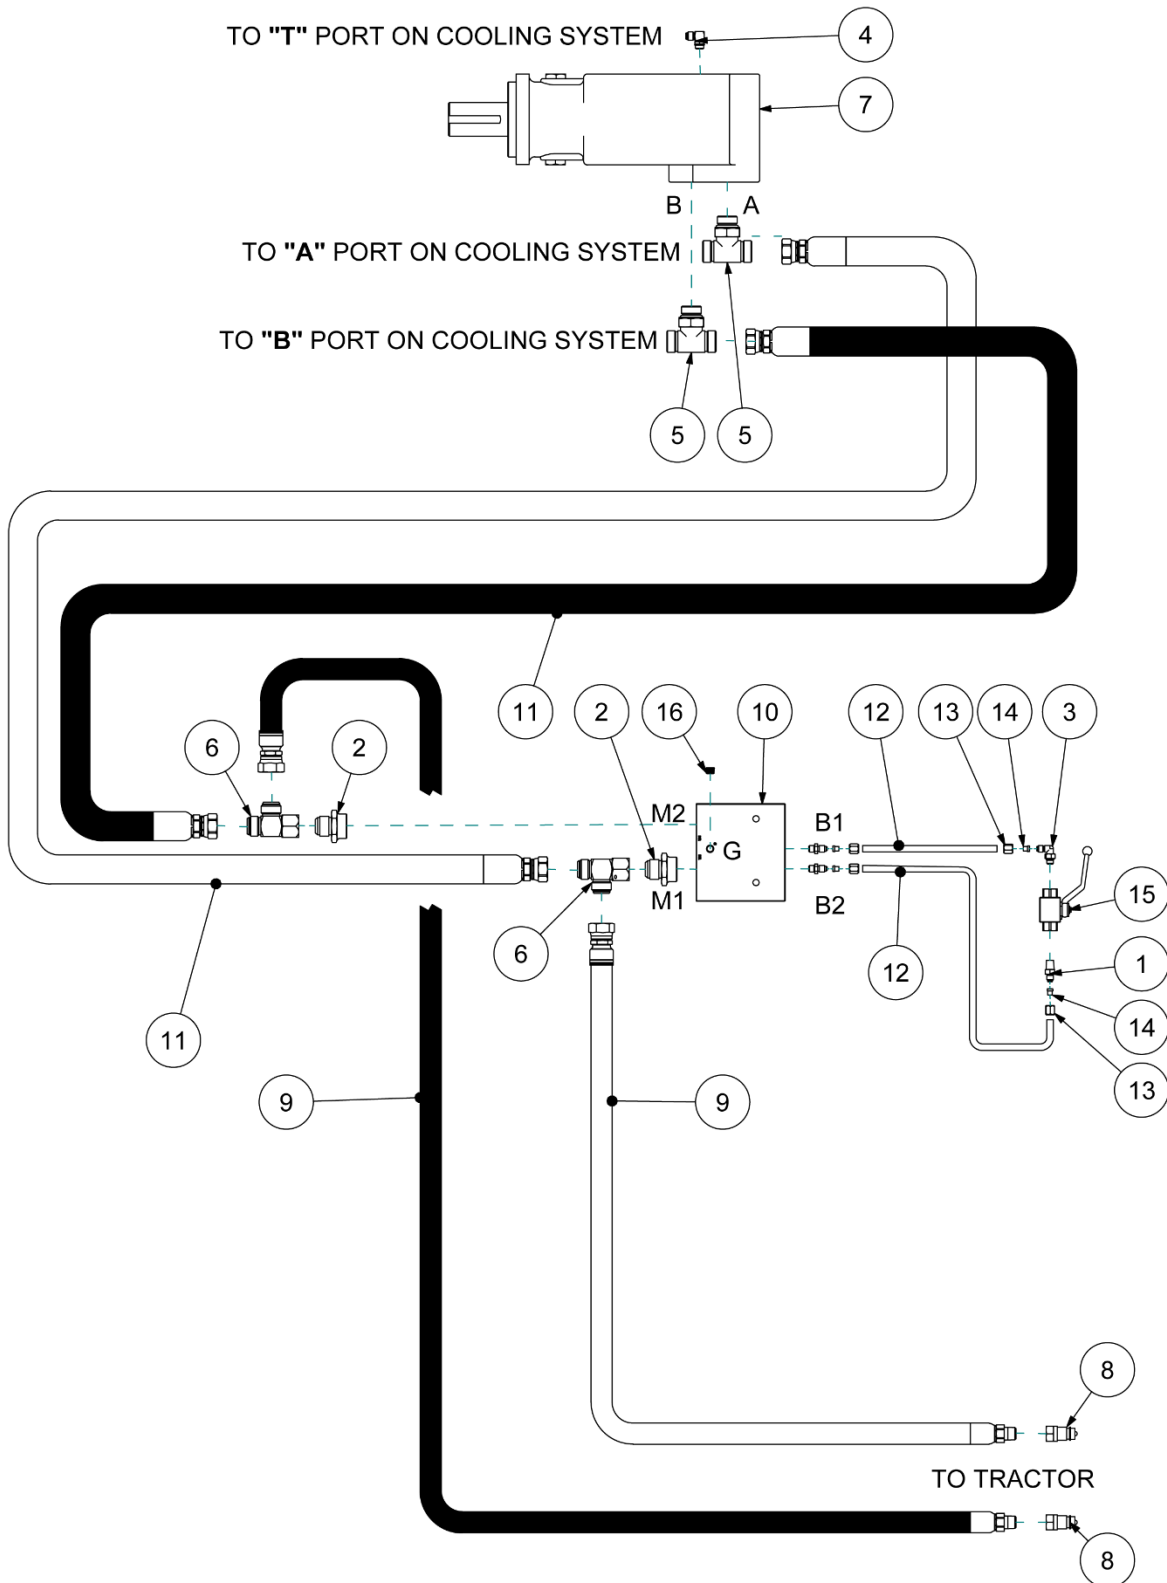 TO "T" PORT ON COOLING SYSTEM
4
7
B A
TO "A" PORT ON COOLING SYSTEM
TO "B" PORT ON COOLING SYSTEM
5 5
11 2 16 10 12 13 14 3
6 2
M2
B1
G
M1
B2
15
6
12
1
14
11
13
9 9
8
TO TRACTOR
8